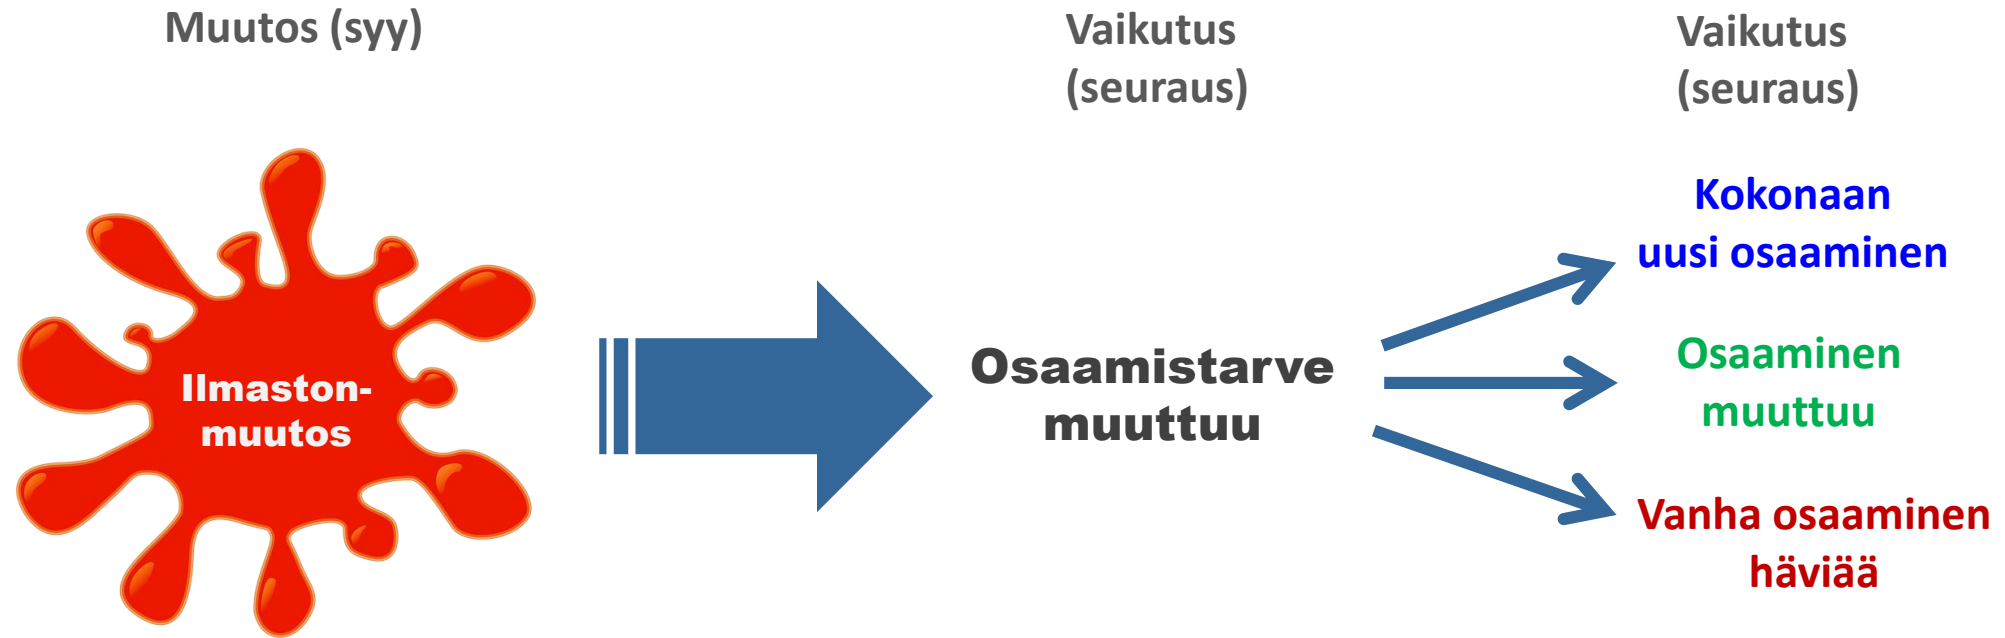 Muutos (syy)
Vaikutus
(seuraus)
Vaikutus
(seuraus)
Ilmaston-
muutos
Osaamistarve
muuttuu
Kokonaan
uusi osaaminen
Osaaminen
muuttuu
Vanha osaaminen
häviää